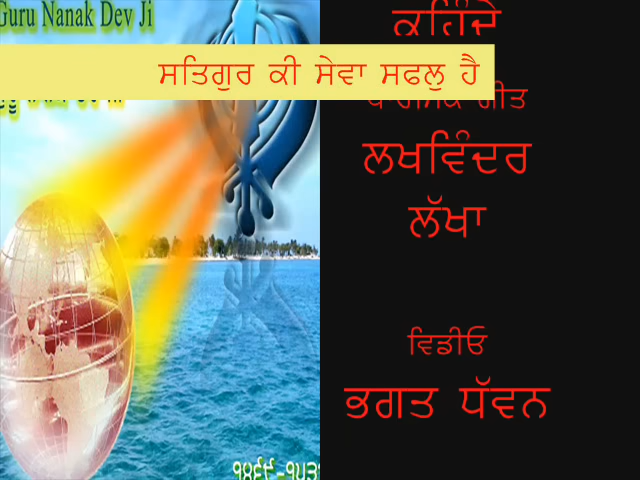 Guru Nanak Dev Ji
ਸਤਿਗੁਰ ਕੀ ਸੇਵਾ ਸਫਲੁ ਹੈ
ਗੀਤ
ਲਖਵਿੰਦਰ
ਲੱਖਾ
ਵਿਡੀਓ
ਭਗਤ ਧੱਵਨ